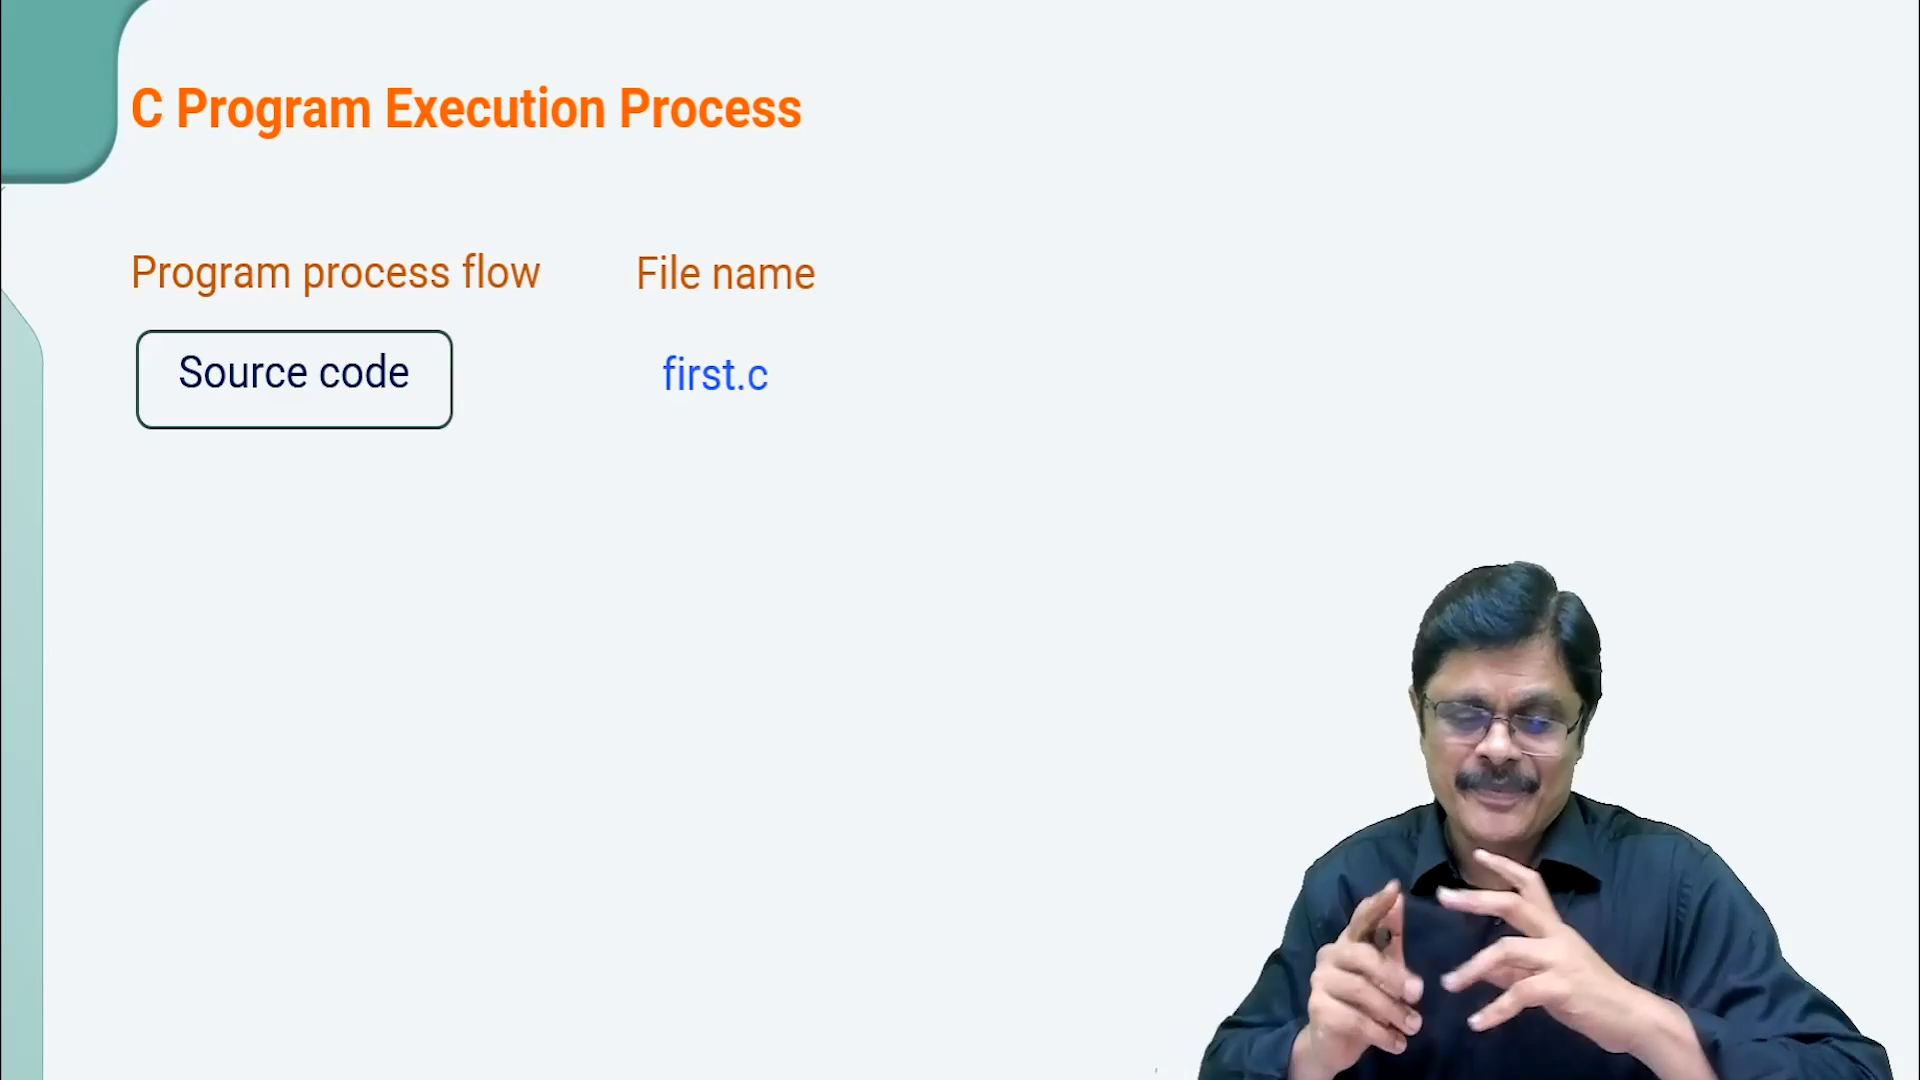 C Program Execution Process
Program process flow
File name
Source code
first.c